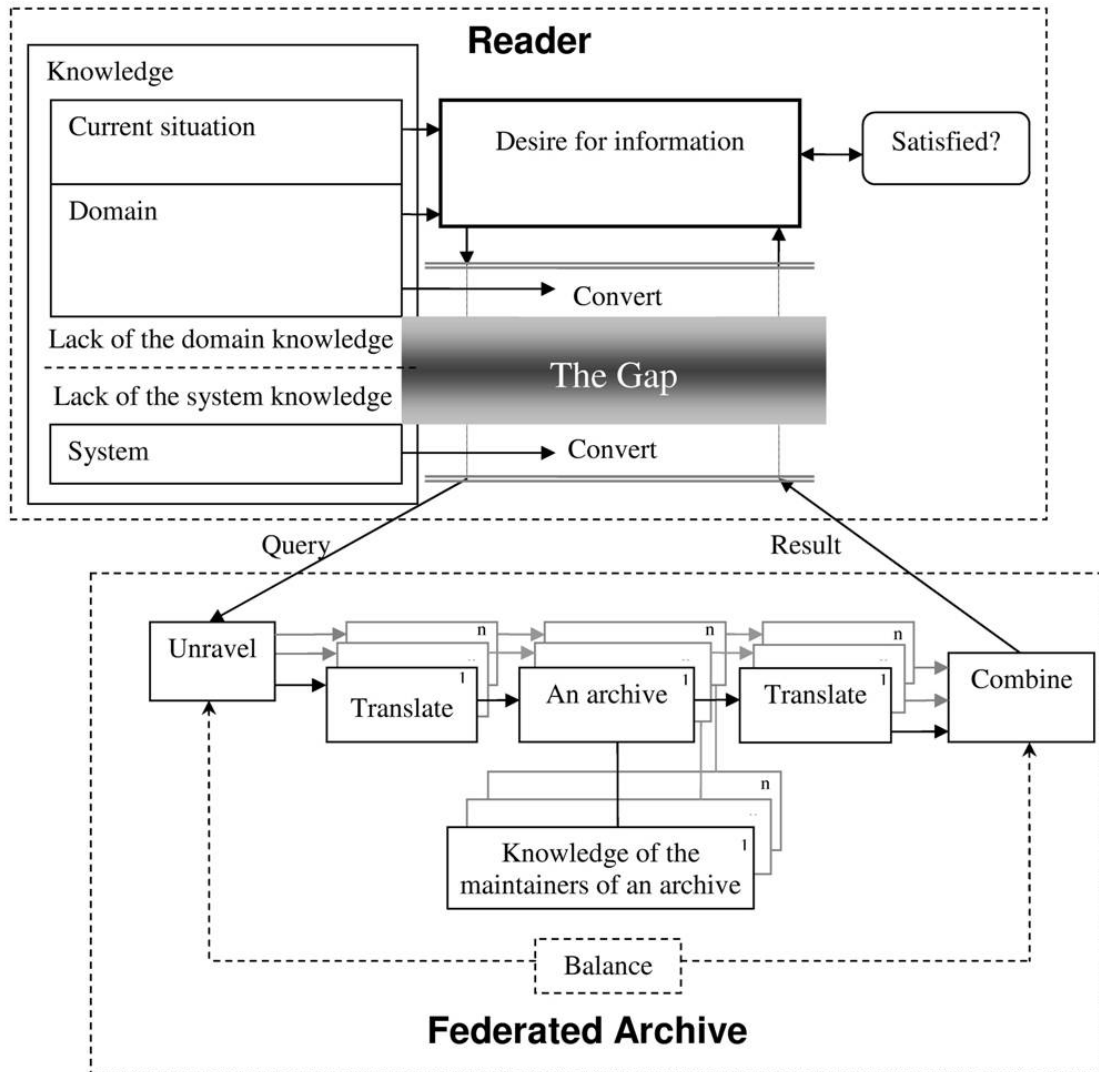 Reader
Knowledge
Current situation
Desire for information
Satisfied?
Domain
Convert
Lack of the domain knowledge
The Gap
Lack of the system knowledge
System
Convert
Query
Result
Unravel
n
..
1
Translate
n
..
1
An archive
n
..
1
Translate
Combine
n
..
1
Knowledge of the
maintainers of an archive
Balance
Federated Archive